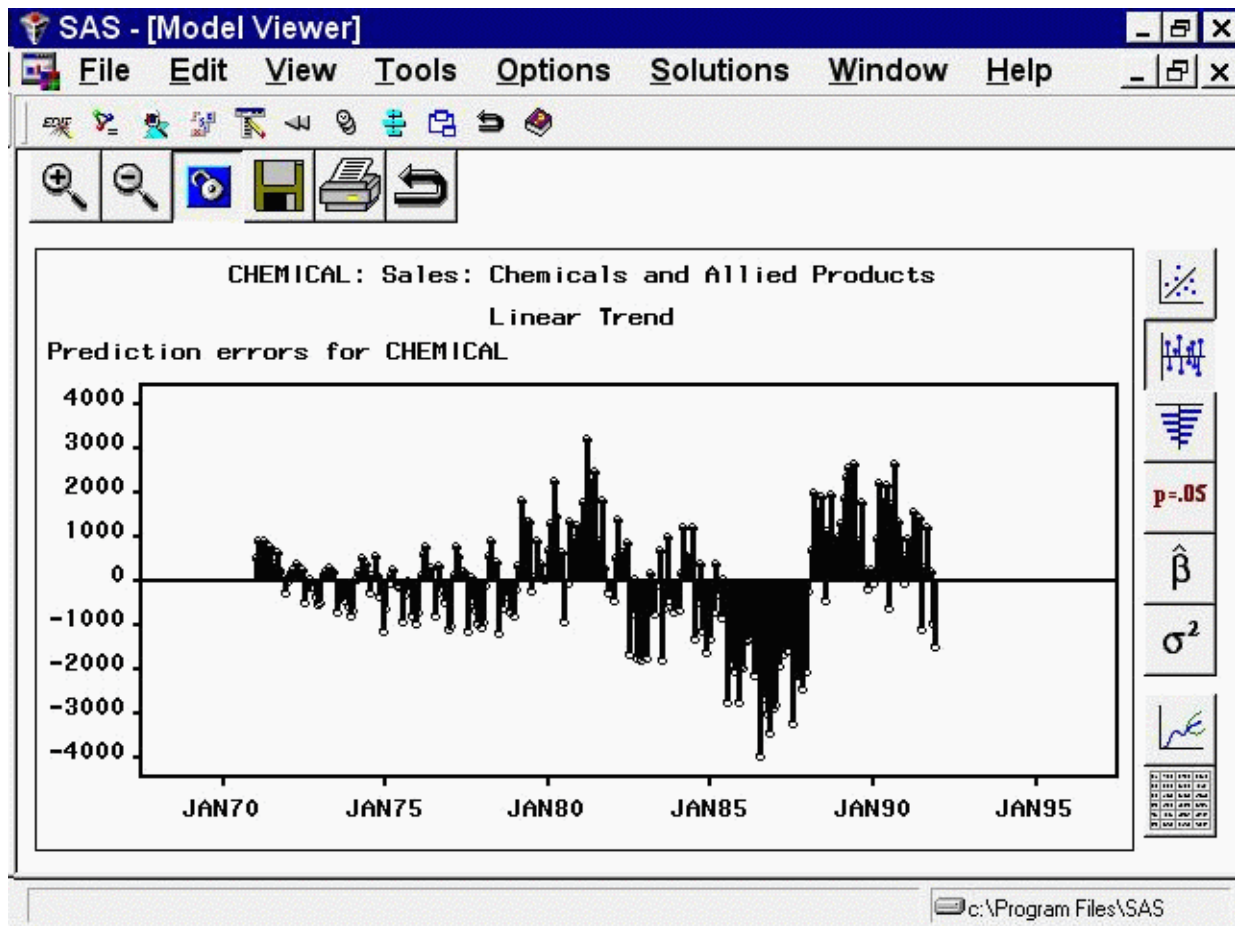 SAS - [Model Viewer]
File Edit View Tools Options Solutions Window Help
CHEMICAL: Sales: Chemicals and Allied Products
Linear Trend
Prediction errors for CHEMICAL
4000
3000
2000
1000
0
-1000
-2000
-3000
-4000
JAN70 JAN75 JAN80 JAN85 JAN90 JAN95
p=.05
β̂
σ²
c:\Program Files\SAS